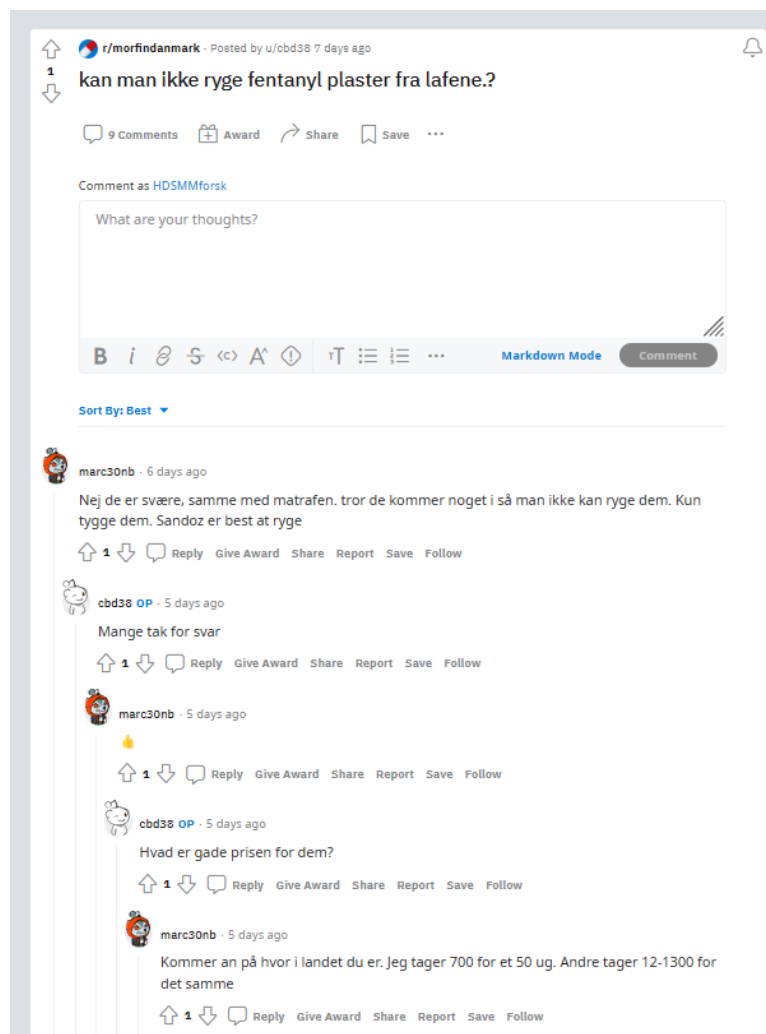 r/morfindanmark · Posted by u/cbd38 7 days ago
1
kan man ikke ryge fentanyl plaster fra lafene.?
9 Comments Award Share Save ...
Comment as HDSMMforsk
What are your thoughts?
B i S <c> A^ TT ... Markdown Mode Comment
Sort By: Best
marc30nb · 6 days ago
Nej de er svære, samme med matrafen. tror de kommer noget i så man ikke kan ryge dem. Kun
tygge dem. Sandoz er best at ryge
1 Reply Give Award Share Report Save Follow
cbd38 OP · 5 days ago
Mange tak for svar
1 Reply Give Award Share Report Save Follow
marc30nb · 5 days ago
👍
1 Reply Give Award Share Report Save Follow
cbd38 OP · 5 days ago
Hvad er gade prisen for dem?
1 Reply Give Award Share Report Save Follow
marc30nb · 5 days ago
Kommer an på hvor i landet du er. Jeg tager 700 for et 50 ug. Andre tager 12-1300 for
det samme
1 Reply Give Award Share Report Save Follow